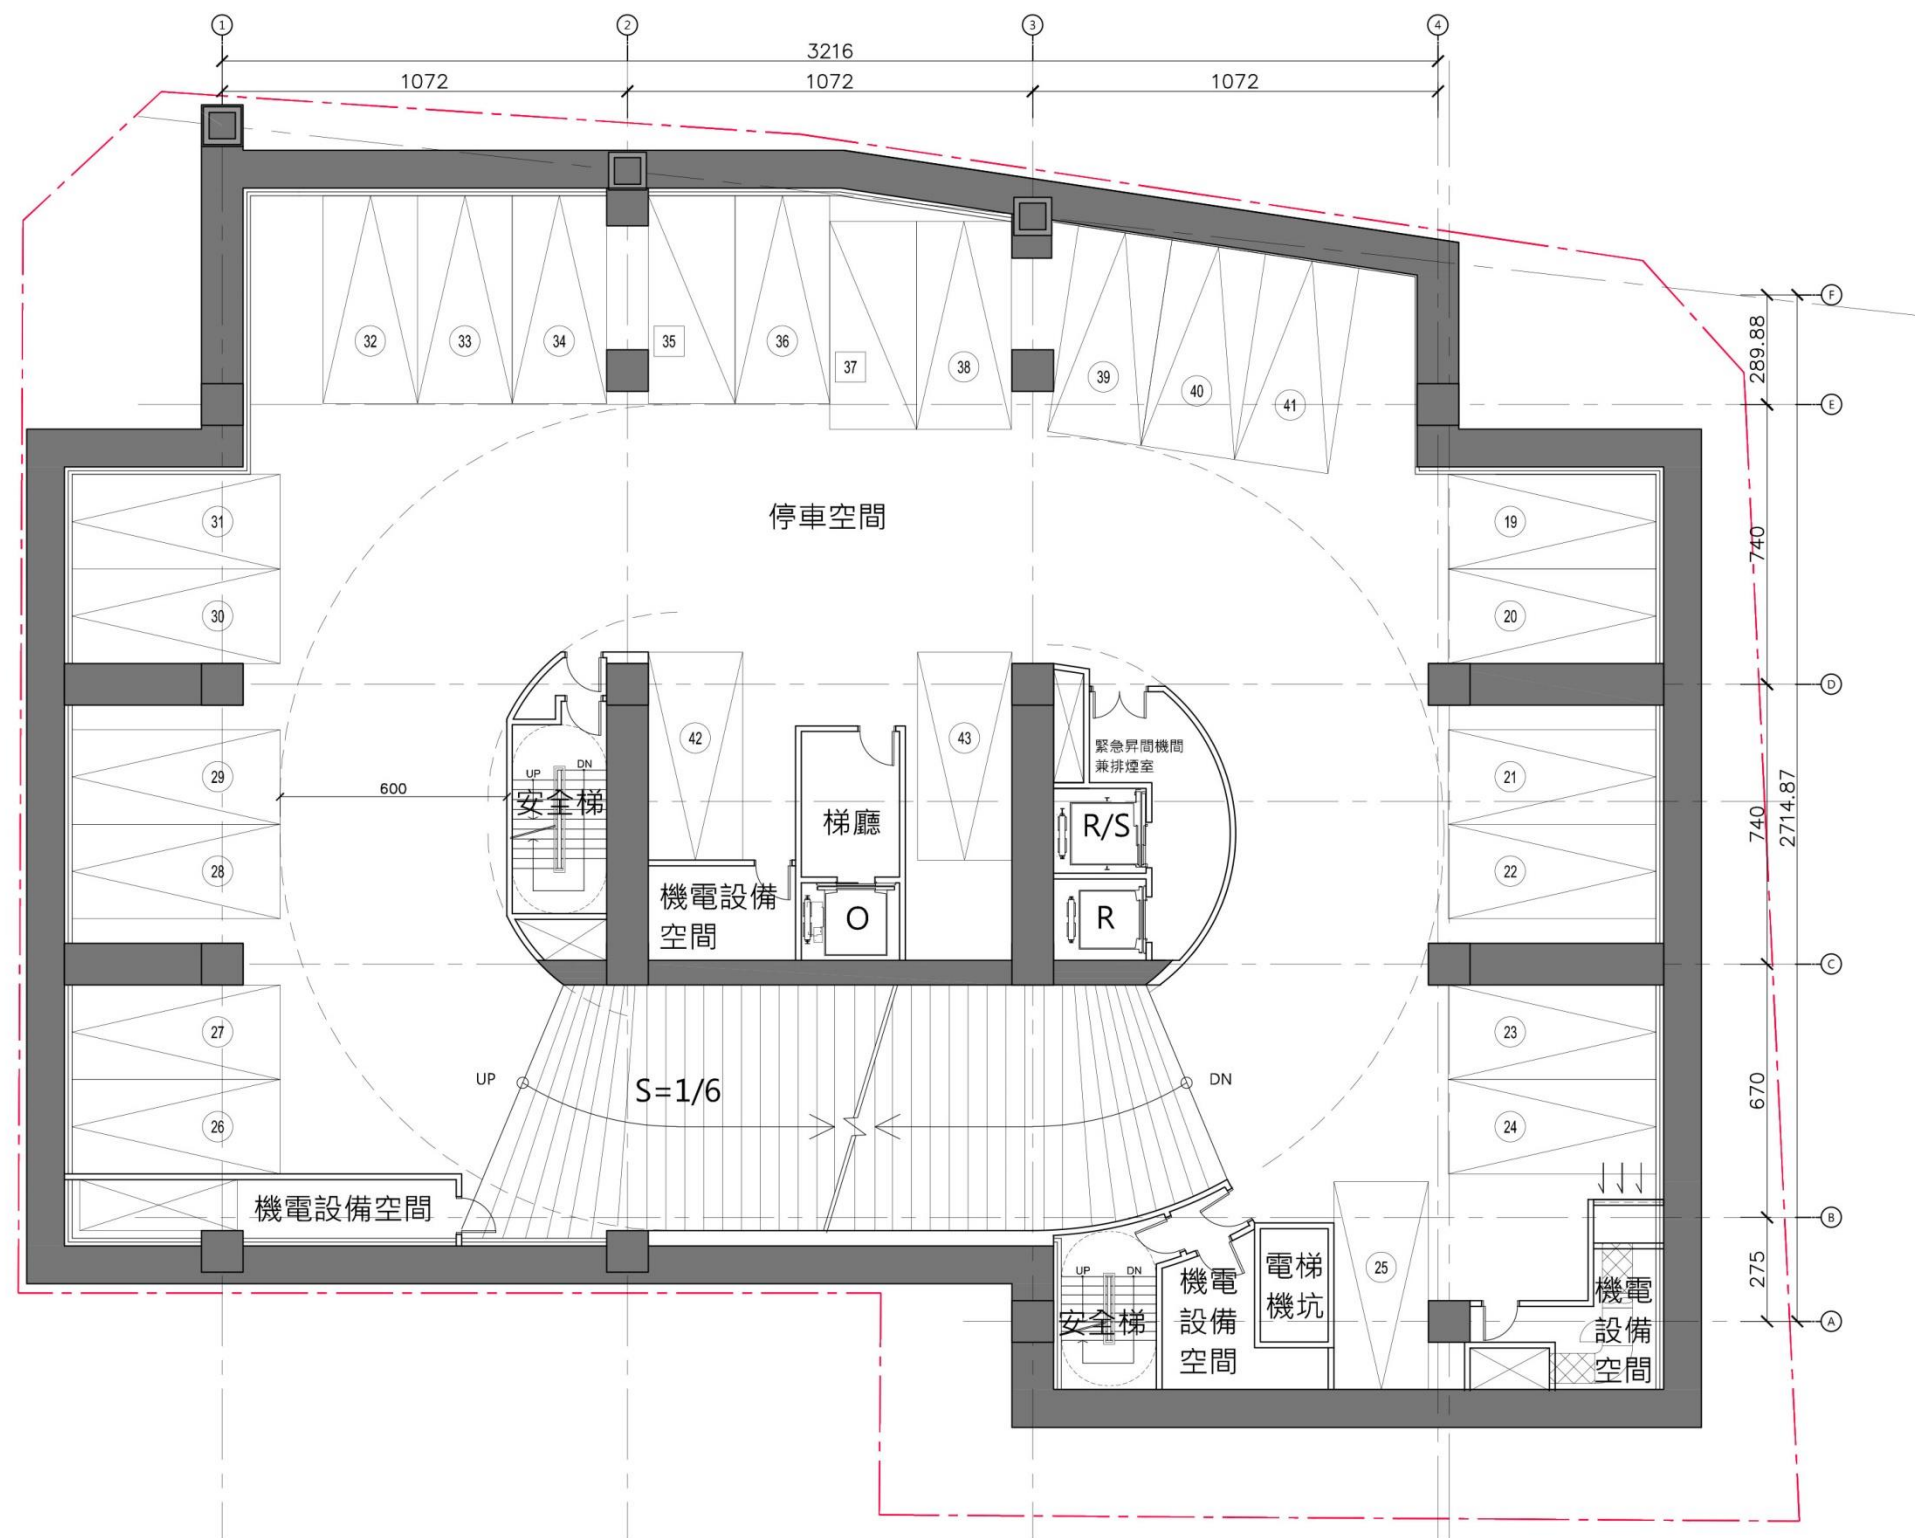 1
2
3
4
3216
1072
1072
1072
F
289.88
E
32
33
34
35
36
37
38
39
40
41
停車空間
31
19
740
30
20
D
42
43
緊急昇間機間
兼排煙室
29
21
600
UP
DN
安全梯
梯廳
R/S
740
2714.87
28
22
機電設備
空間
O
R
C
27
23
UP
S=1/6
DN
670
26
24
機電設備空間
B
UP
DN
安全梯
機電
設備
空間
電梯
機坑
25
275
機電
設備
空間
A